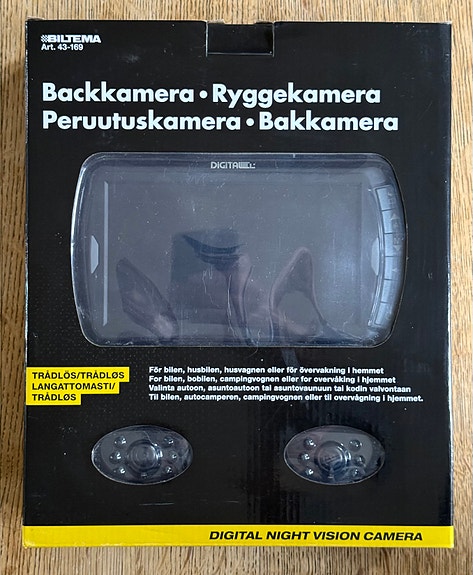 BILTEMA
Art. 43-169
Backkamera • Ryggekamera
Peruutuskamera • Bakkamera
TRÅDLÖS/TRÅDLØS
LANGATTOMASTI/
TRÅDLØS
För bilen, husbilen, husvagnen eller för övervakning i hemmet
For bilen, bobilen, campingvognen eller for overvåking i hjemmet
Valinta autoon, asuntoautoon tai asuntovaunuun tai kodin valvontaan
Til bilen, autocamperen, campingvognen eller til overvågning i hjemmet.
DIGITAL NIGHT VISION CAMERA